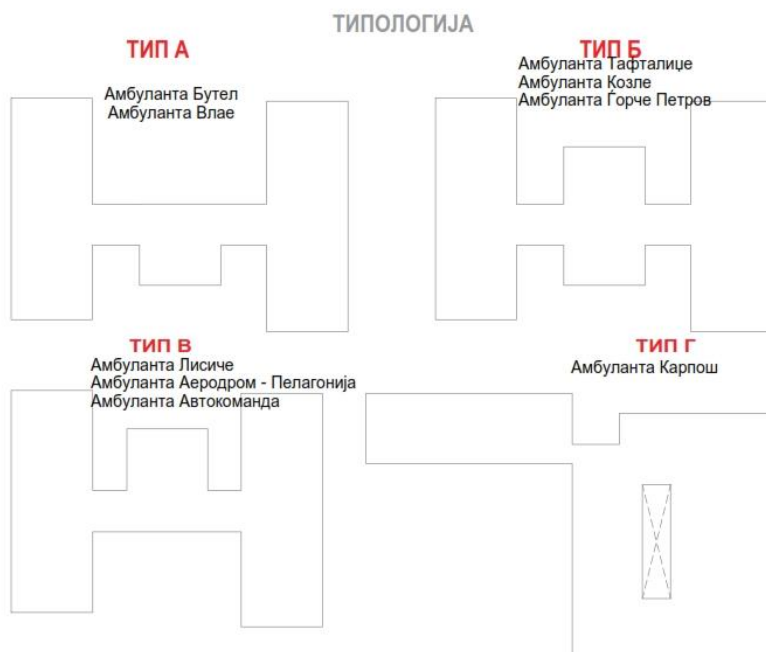 ТИПОЛОГИЈА
ТИП А
Амбуланта Бутел
Амбуланта Влае
ТИП Б
Амбуланта Тафталиџе
Амбуланта Козле
Амбуланта Ѓорче Петров
ТИП В
Амбуланта Лисиче
Амбуланта Аеродром - Пелагонија
Амбуланта Автокоманда
ТИП Г
Амбуланта Карпош